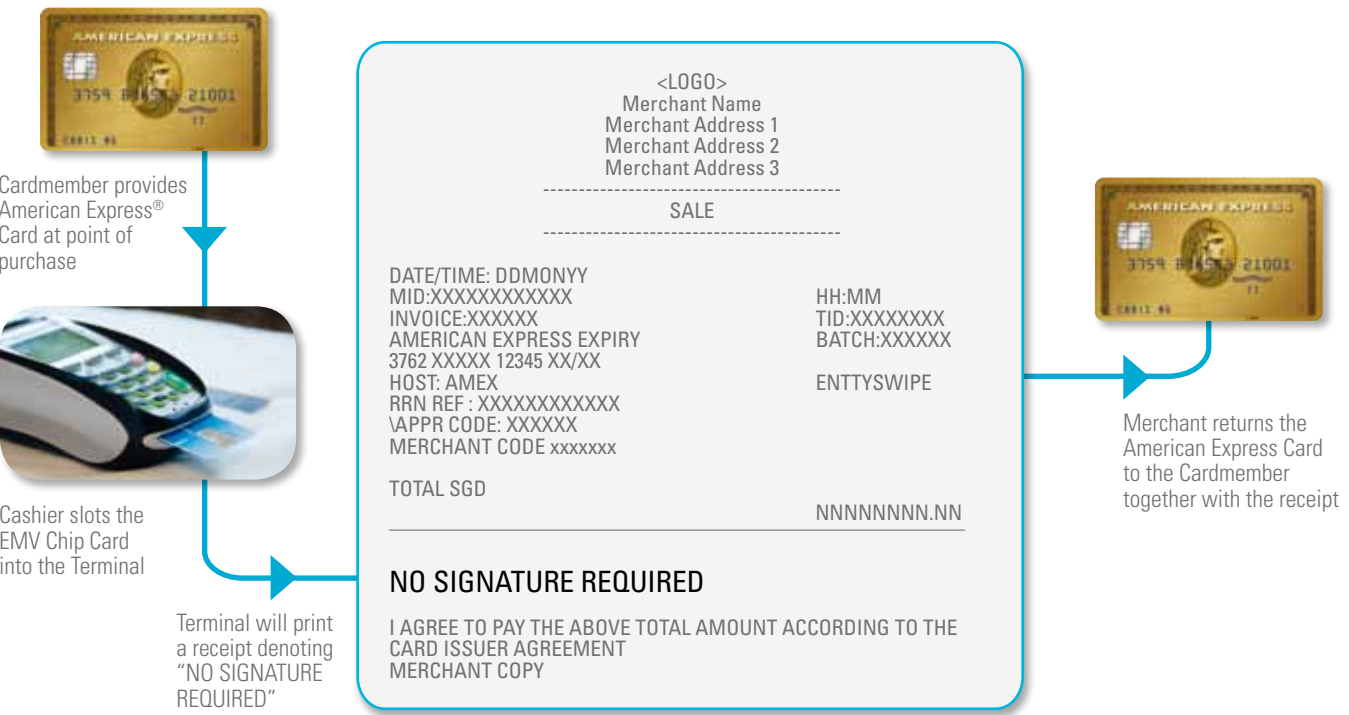 AMERICAN EXPRESS
3759
21001
Cardmember provides
American Express®
Card at point of
purchase
Cashier slots the
EMV Chip Card
into the Terminal
Terminal will print
a receipt denoting
“NO SIGNATURE
REQUIRED”
<LOGO>
Merchant Name
Merchant Address 1
Merchant Address 2
Merchant Address 3
------------------------------------------
SALE
------------------------------------------
DATE/TIME: DDMONYY
MID:XXXXXXXXXXXX HH:MM
INVOICE:XXXXXX TID:XXXXXXXX
AMERICAN EXPRESS EXPIRY BATCH:XXXXXX
3762 XXXXX 12345 XX/XX
HOST: AMEX ENTTYSWIPE
RRN REF : XXXXXXXXXXXX
\APPR CODE: XXXXXX
MERCHANT CODE xxxxxxx
TOTAL SGD
NNNNNNNN.NN
NO SIGNATURE REQUIRED
I AGREE TO PAY THE ABOVE TOTAL AMOUNT ACCORDING TO THE
CARD ISSUER AGREEMENT
MERCHANT COPY
AMERICAN EXPRESS
3759
21001
Merchant returns the
American Express Card
to the Cardmember
together with the receipt